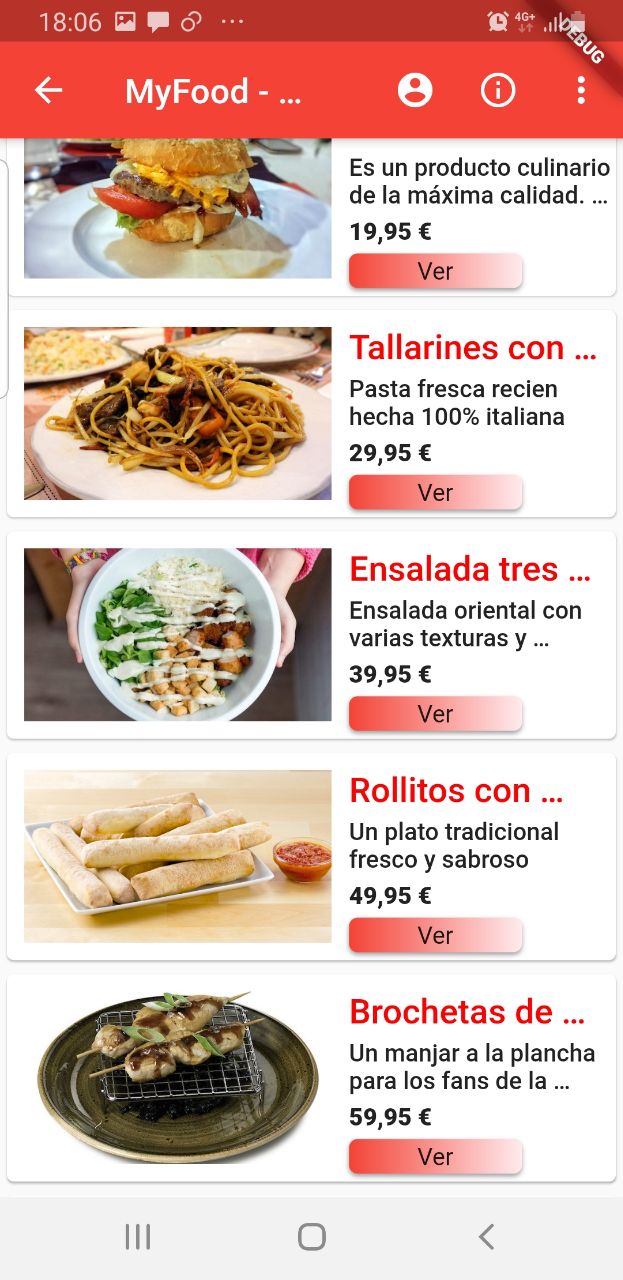 18:06
4G+
DEBUG
MyFood - ...
Es un producto culinario
de la máxima calidad. ...
19,95 €
Ver
Tallarines con ...
Pasta fresca recien
hecha 100% italiana
29,95 €
Ver
Ensalada tres ...
Ensalada oriental con
varias texturas y ...
39,95 €
Ver
Rollitos con ...
Un plato tradicional
fresco y sabroso
49,95 €
Ver
Brochetas de ...
Un manjar a la plancha
para los fans de la ...
59,95 €
Ver